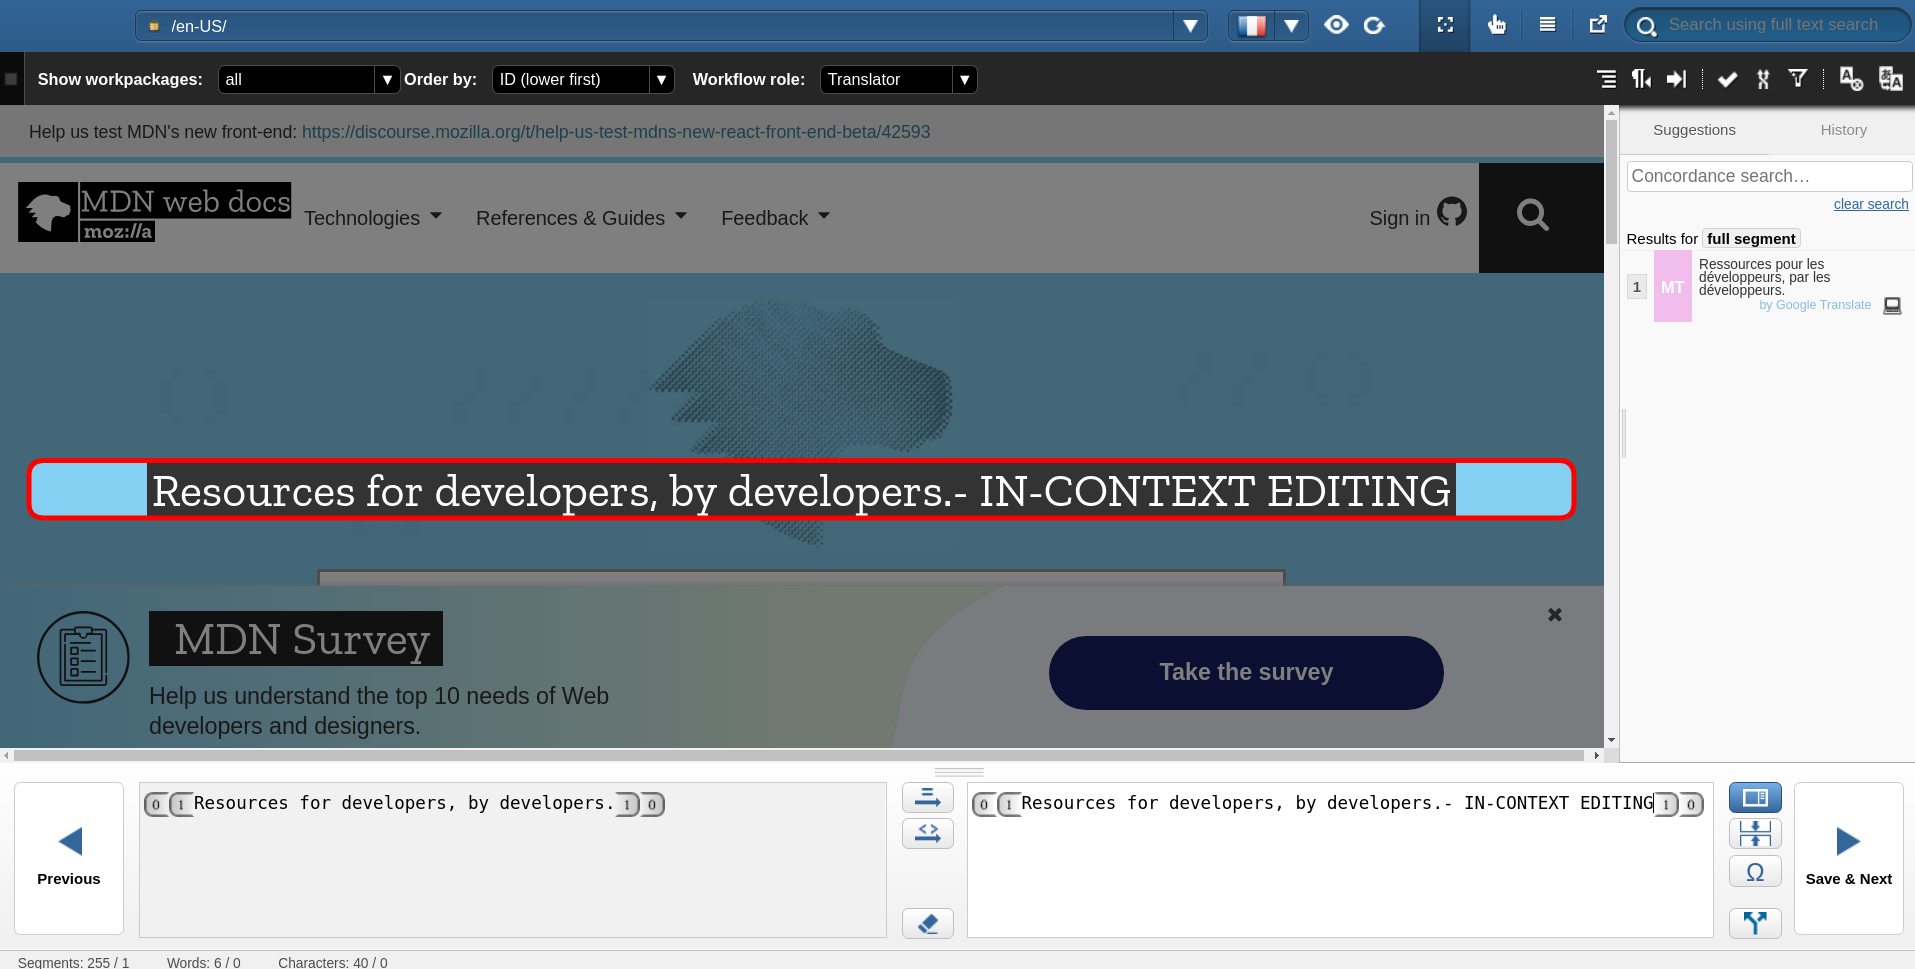 /en-US/
Search using full text search
Show workpackages: all Order by: ID (lower first) Workflow role: Translator
Help us test MDN's new front-end: https://discourse.mozilla.org/t/help-us-test-mdns-new-react-front-end-beta/42593
MDN web docs
moz://a
Technologies References & Guides Feedback Sign in
Resources for developers, by developers.- IN-CONTEXT EDITING
MDN Survey
Help us understand the top 10 needs of Web
developers and designers.
Take the survey
Suggestions History
Concordance search…
clear search
Results for full segment
1 MT Ressources pour les
développeurs, par les
développeurs.
by Google Translate
Previous
0 1 Resources for developers, by developers. 1 0
0 1 Resources for developers, by developers.- IN-CONTEXT EDITING 1 0
Ω
Save & Next
Segments: 255 / 1 Words: 6 / 0 Characters: 40 / 0